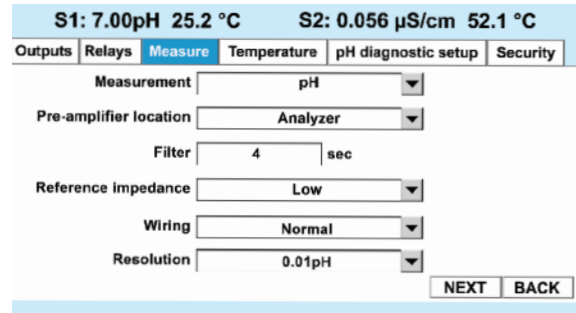 S1: 7.00pH 25.2 °C S2: 0.056 µS/cm 52.1 °C
Outputs Relays Measure Temperature pH diagnostic setup Security
Measurement pH
Pre-amplifier location Analyzer
Filter 4 sec
Reference impedance Low
Wiring Normal
Resolution 0.01pH
NEXT BACK